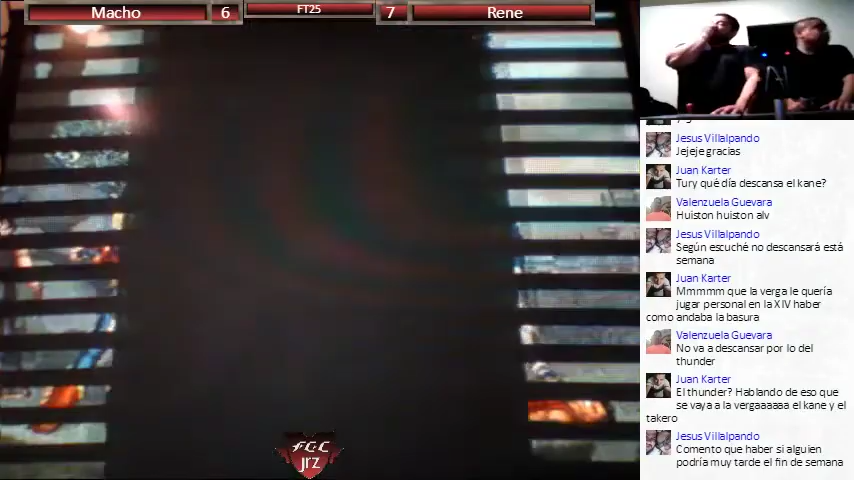 Macho 6 FT25 7 Rene
Jesus Villalpando
Jejeje gracias
Juan Karter
Tury qué día descansa el kane?
Valenzuela Guevara
Huiston huiston alv
Jesus Villalpando
Según escuché no descansará está
semana
Juan Karter
Mmmmm que la verga le quería
jugar personal en la XIV haber
como andaba la basura
Valenzuela Guevara
No va a descansar por lo del
thunder
Juan Karter
El thunder? Hablando de eso que
se vaya a la vergaaaaaa el kane y el
takero
Jesus Villalpando
Comento que haber si alguien
podría muy tarde el fin de semana
FGC
jrz